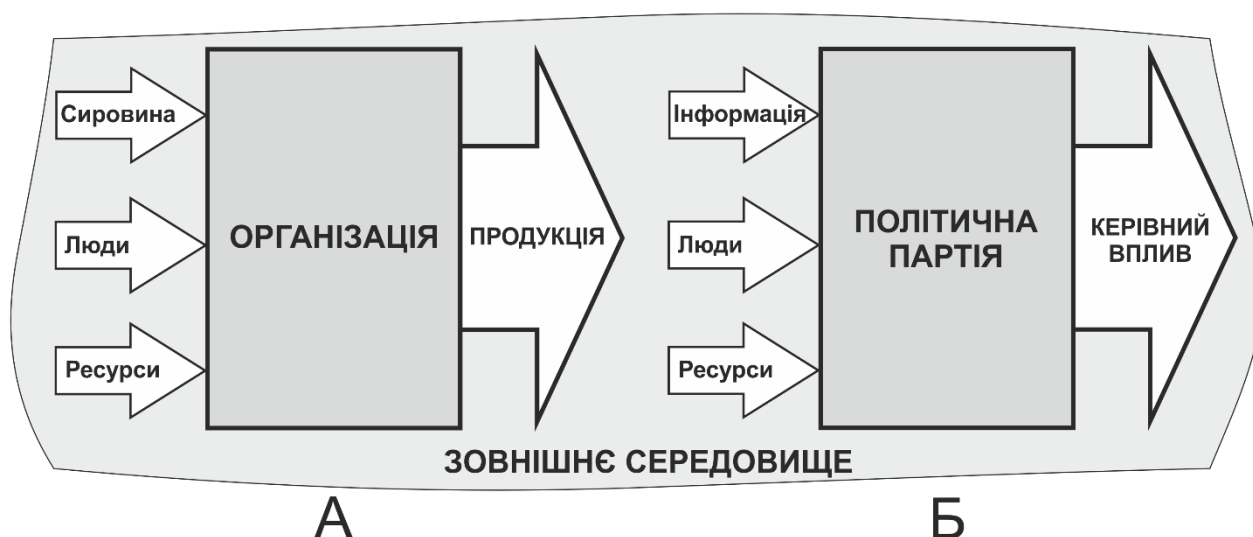 Сировина
Люди
Ресурси
ОРГАНІЗАЦІЯ
ПРОДУКЦІЯ
Інформація
Люди
Ресурси
ПОЛІТИЧНА
ПАРТІЯ
КЕРІВНИЙ
ВПЛИВ
ЗОВНІШНЄ СЕРЕДОВИЩЕ
А
Б